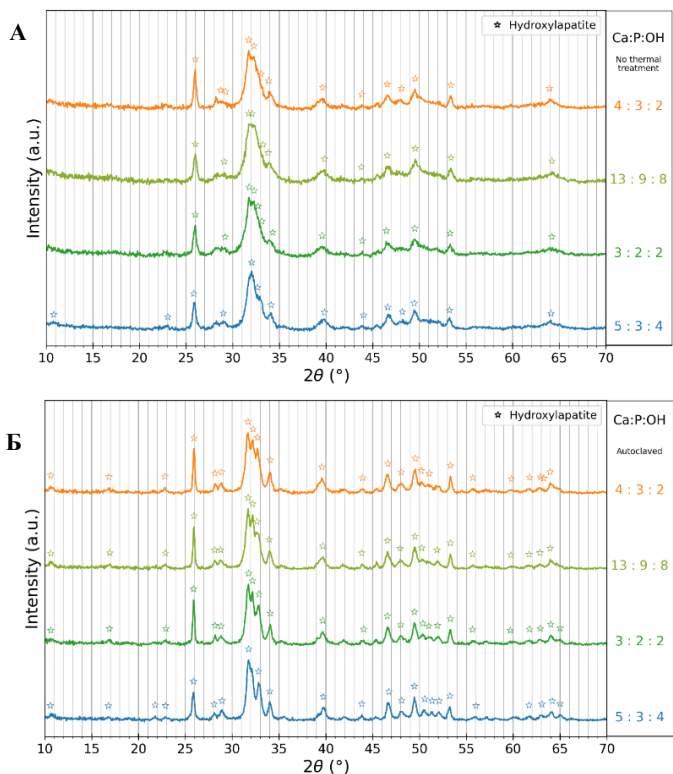 А
Intensity (a.u.)
☆ Hydroxylapatite
Ca:P:OH
No thermal
treatment
4 : 3 : 2
13 : 9 : 8
3 : 2 : 2
5 : 3 : 4
10 15 20 25 30 35 40 45 50 55 60 65 70
2θ (°)
Б
Intensity (a.u.)
☆ Hydroxylapatite
Ca:P:OH
Autoclaved
4 : 3 : 2
13 : 9 : 8
3 : 2 : 2
5 : 3 : 4
10 15 20 25 30 35 40 45 50 55 60 65 70
2θ (°)